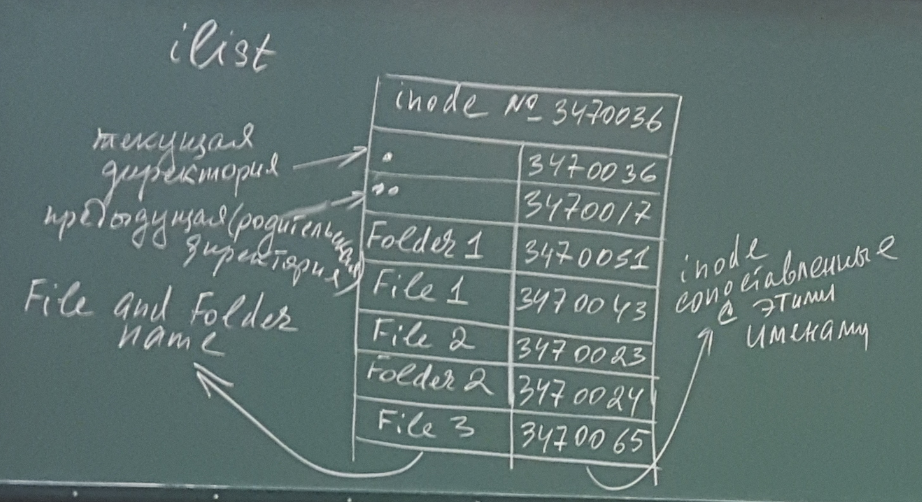 ilist
inode № 3470036
. 3470036
.. 3470017
Folder 1 3470051
File 1 3470043
File 2 3470023
Folder 2 3470024
File 3 3470065
текущая
директория
предыдущая(родительская
директория)
File and Folder
name
inode
сопоставленные
с этими
именами